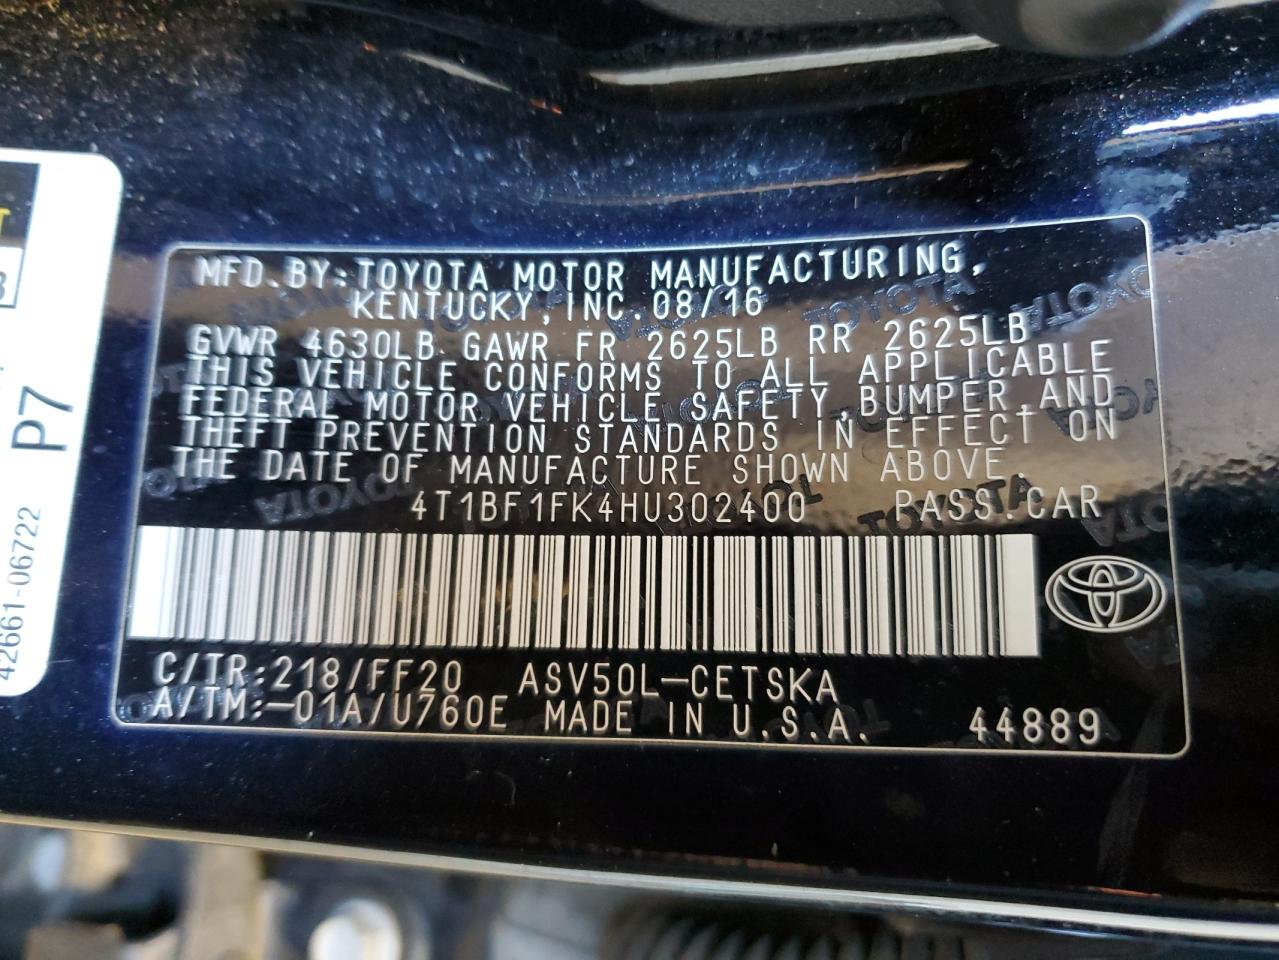 MFD.BY:TOYOTA MOTOR MANUFACTURING,
KENTUCKY,INC.08/16
GVWR 4630LB GAWR FR 2625LB RR 2625LB
THIS VEHICLE CONFORMS TO ALL APPLICABLE
FEDERAL MOTOR VEHICLE SAFETY,BUMPER,AND
THEFT PREVENTION STANDARDS IN EFFECT ON
THE DATE OF MANUFACTURE SHOWN ABOVE.
4T1BF1FK4HU302400 PASS.CAR
C/TR:218/FF20 ASV50L-CETSKA
A/TM:-01A/U760E MADE IN U.S.A. 44889
42661-06722 P7